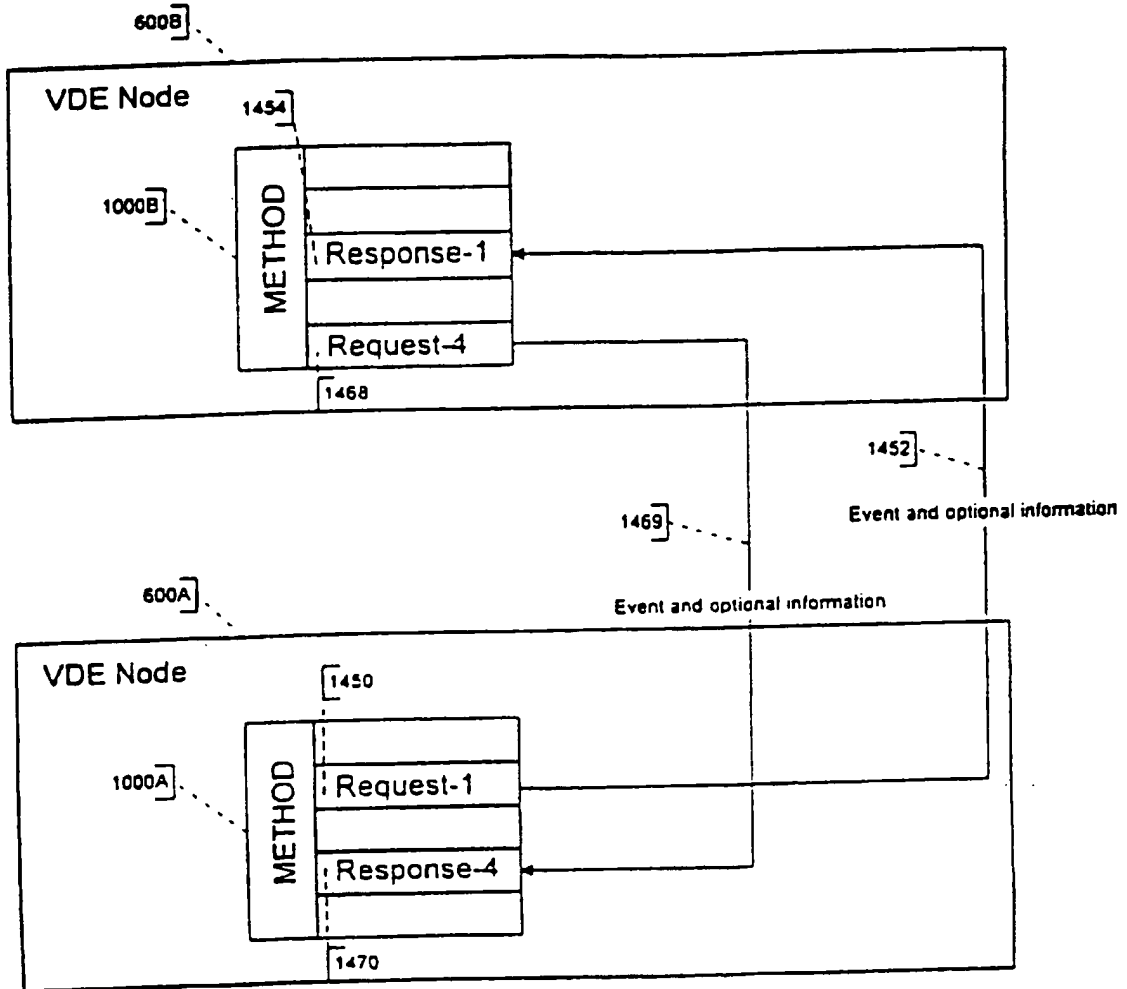 600B
VDE Node
1454
1000B
METHOD
Response-1
Request-4
1468
1452
Event and optional information
1469
600A
Event and optional information
VDE Node
1450
1000A
METHOD
Request-1
Response-4
1470